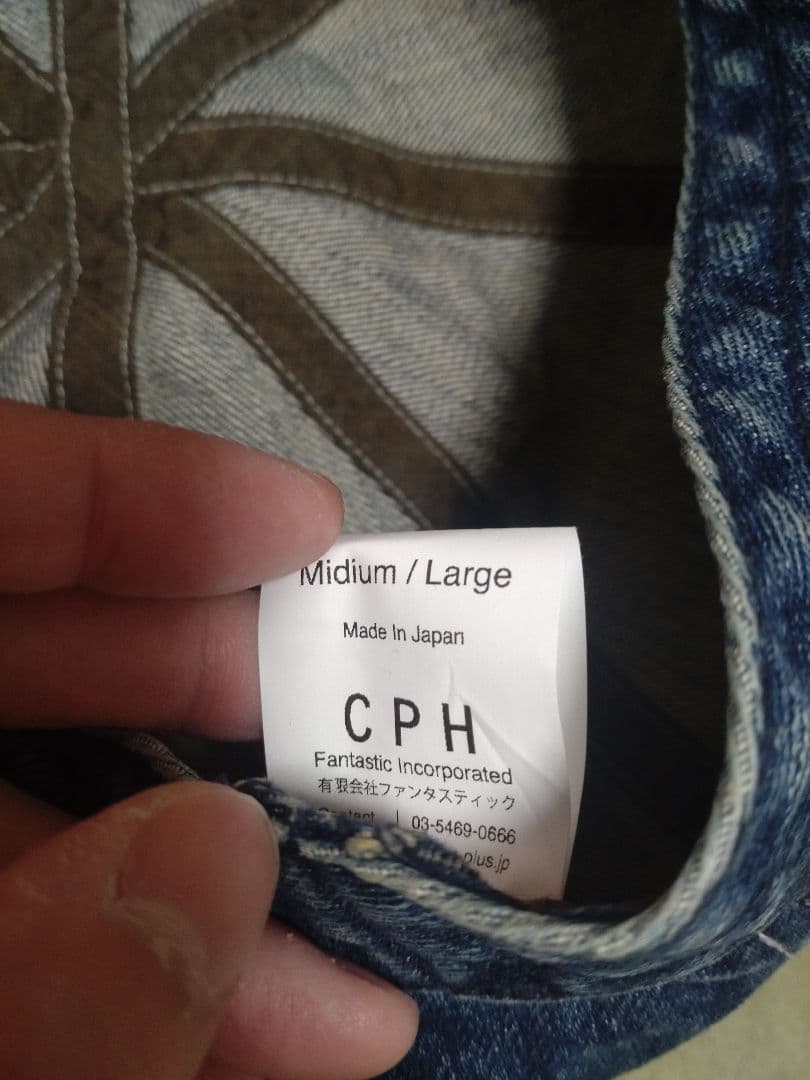 Midium / Large
Made In Japan
CPH
Fantastic Incorporated
有限会社ファンタスティック
| 03-5469-0666
plus.jp